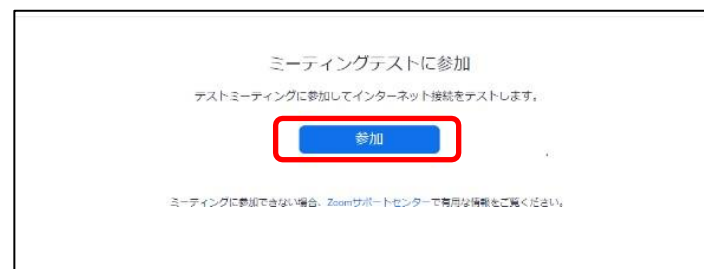 ミーティングテストに参加
テストミーティングに参加してインターネット接続をテストします。
参加
ミーティングに参加できない場合、Zoomサポートセンターで有用な情報をご覧ください。